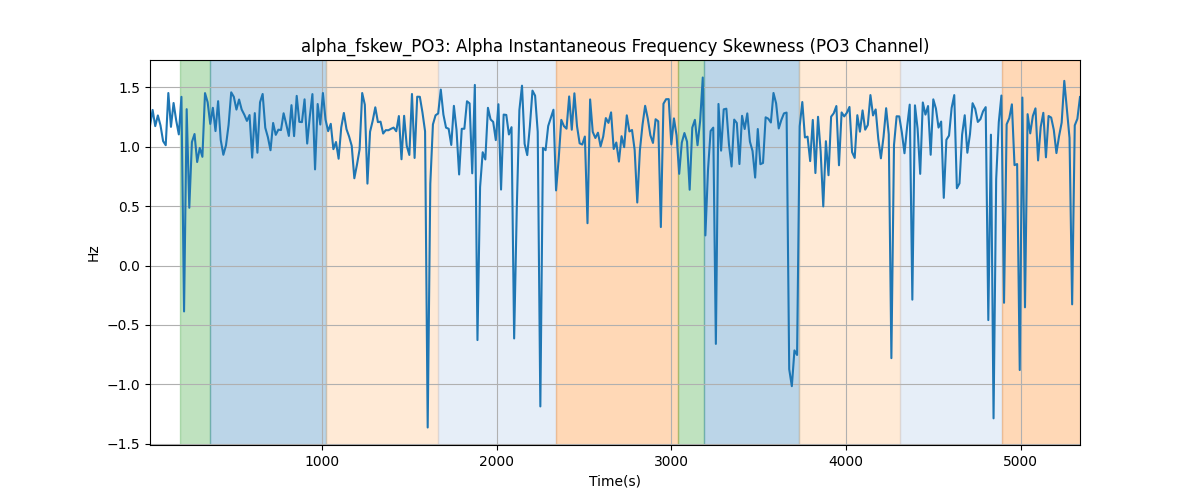 alpha_fskew_PO3: Alpha Instantaneous Frequency Skewness (PO3 Channel)
1.5
1.0
0.5
0.0
−0.5
−1.0
−1.5
Hz
1000 2000 3000 4000 5000
Time(s)